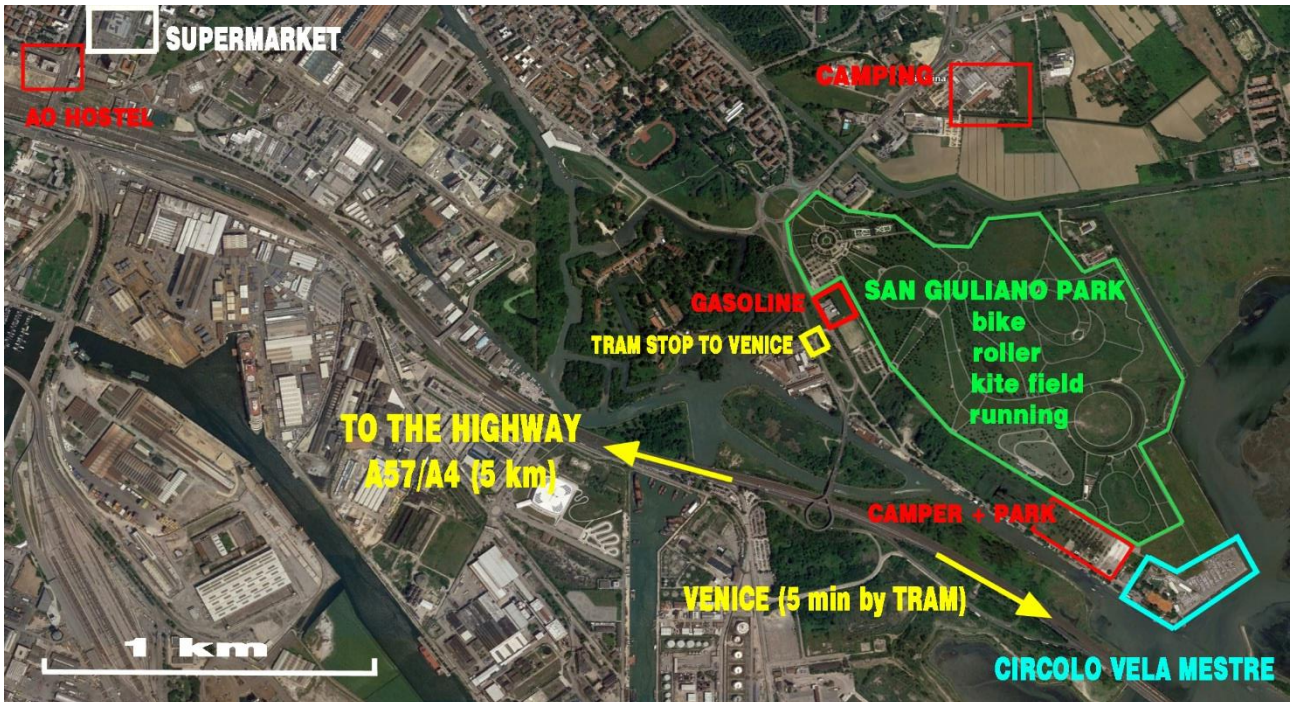 SUPERMARKET
AO HOSTEL
CAMPING
SAN GIULIANO PARK
bike
roller
kite field
running
GASOLINE
TRAM STOP TO VENICE
TO THE HIGHWAY
A57/A4 (5 km)
CAMPER + PARK
VENICE (5 min by TRAM)
1 km
CIRCOLO VELA MESTRE